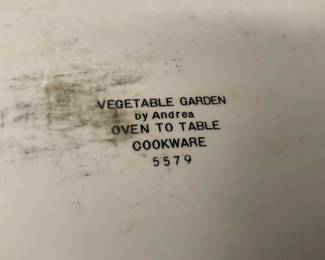 VEGETABLE GARDEN
by Andrea
OVEN TO TABLE
COOKWARE
5579